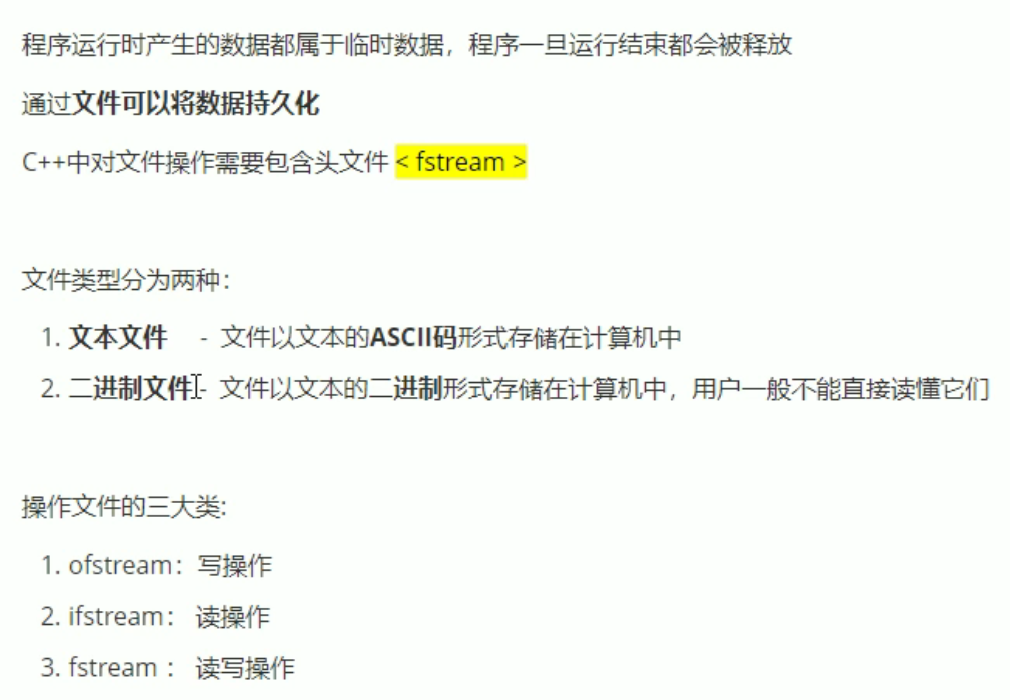 程序运行时产生的数据都属于临时数据，程序一旦运行结束都会被释放
通过文件可以将数据持久化
C++中对文件操作需要包含头文件 < fstream >
文件类型分为两种：
1. 文本文件 - 文件以文本的ASCII码形式存储在计算机中
2. 二进制文件 - 文件以文本的二进制形式存储在计算机中，用户一般不能直接读懂它们
操作文件的三大类:
1. ofstream：写操作
2. ifstream： 读操作
3. fstream ： 读写操作